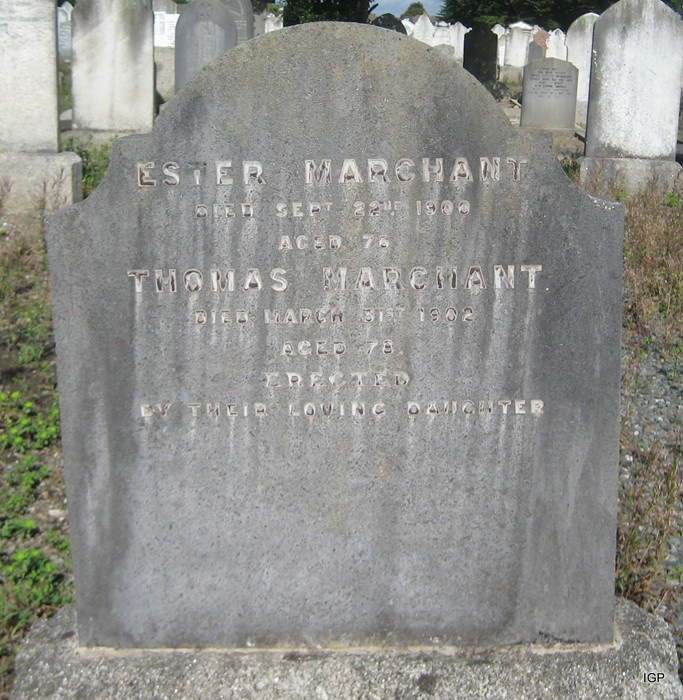 ESTER MARCHANT
DIED SEPT 22ND 1900
AGED 76
THOMAS MARCHANT
DIED MARCH 31ST 1902
AGED 78.
ERECTED
BY THEIR LOVING DAUGHTER
IGP